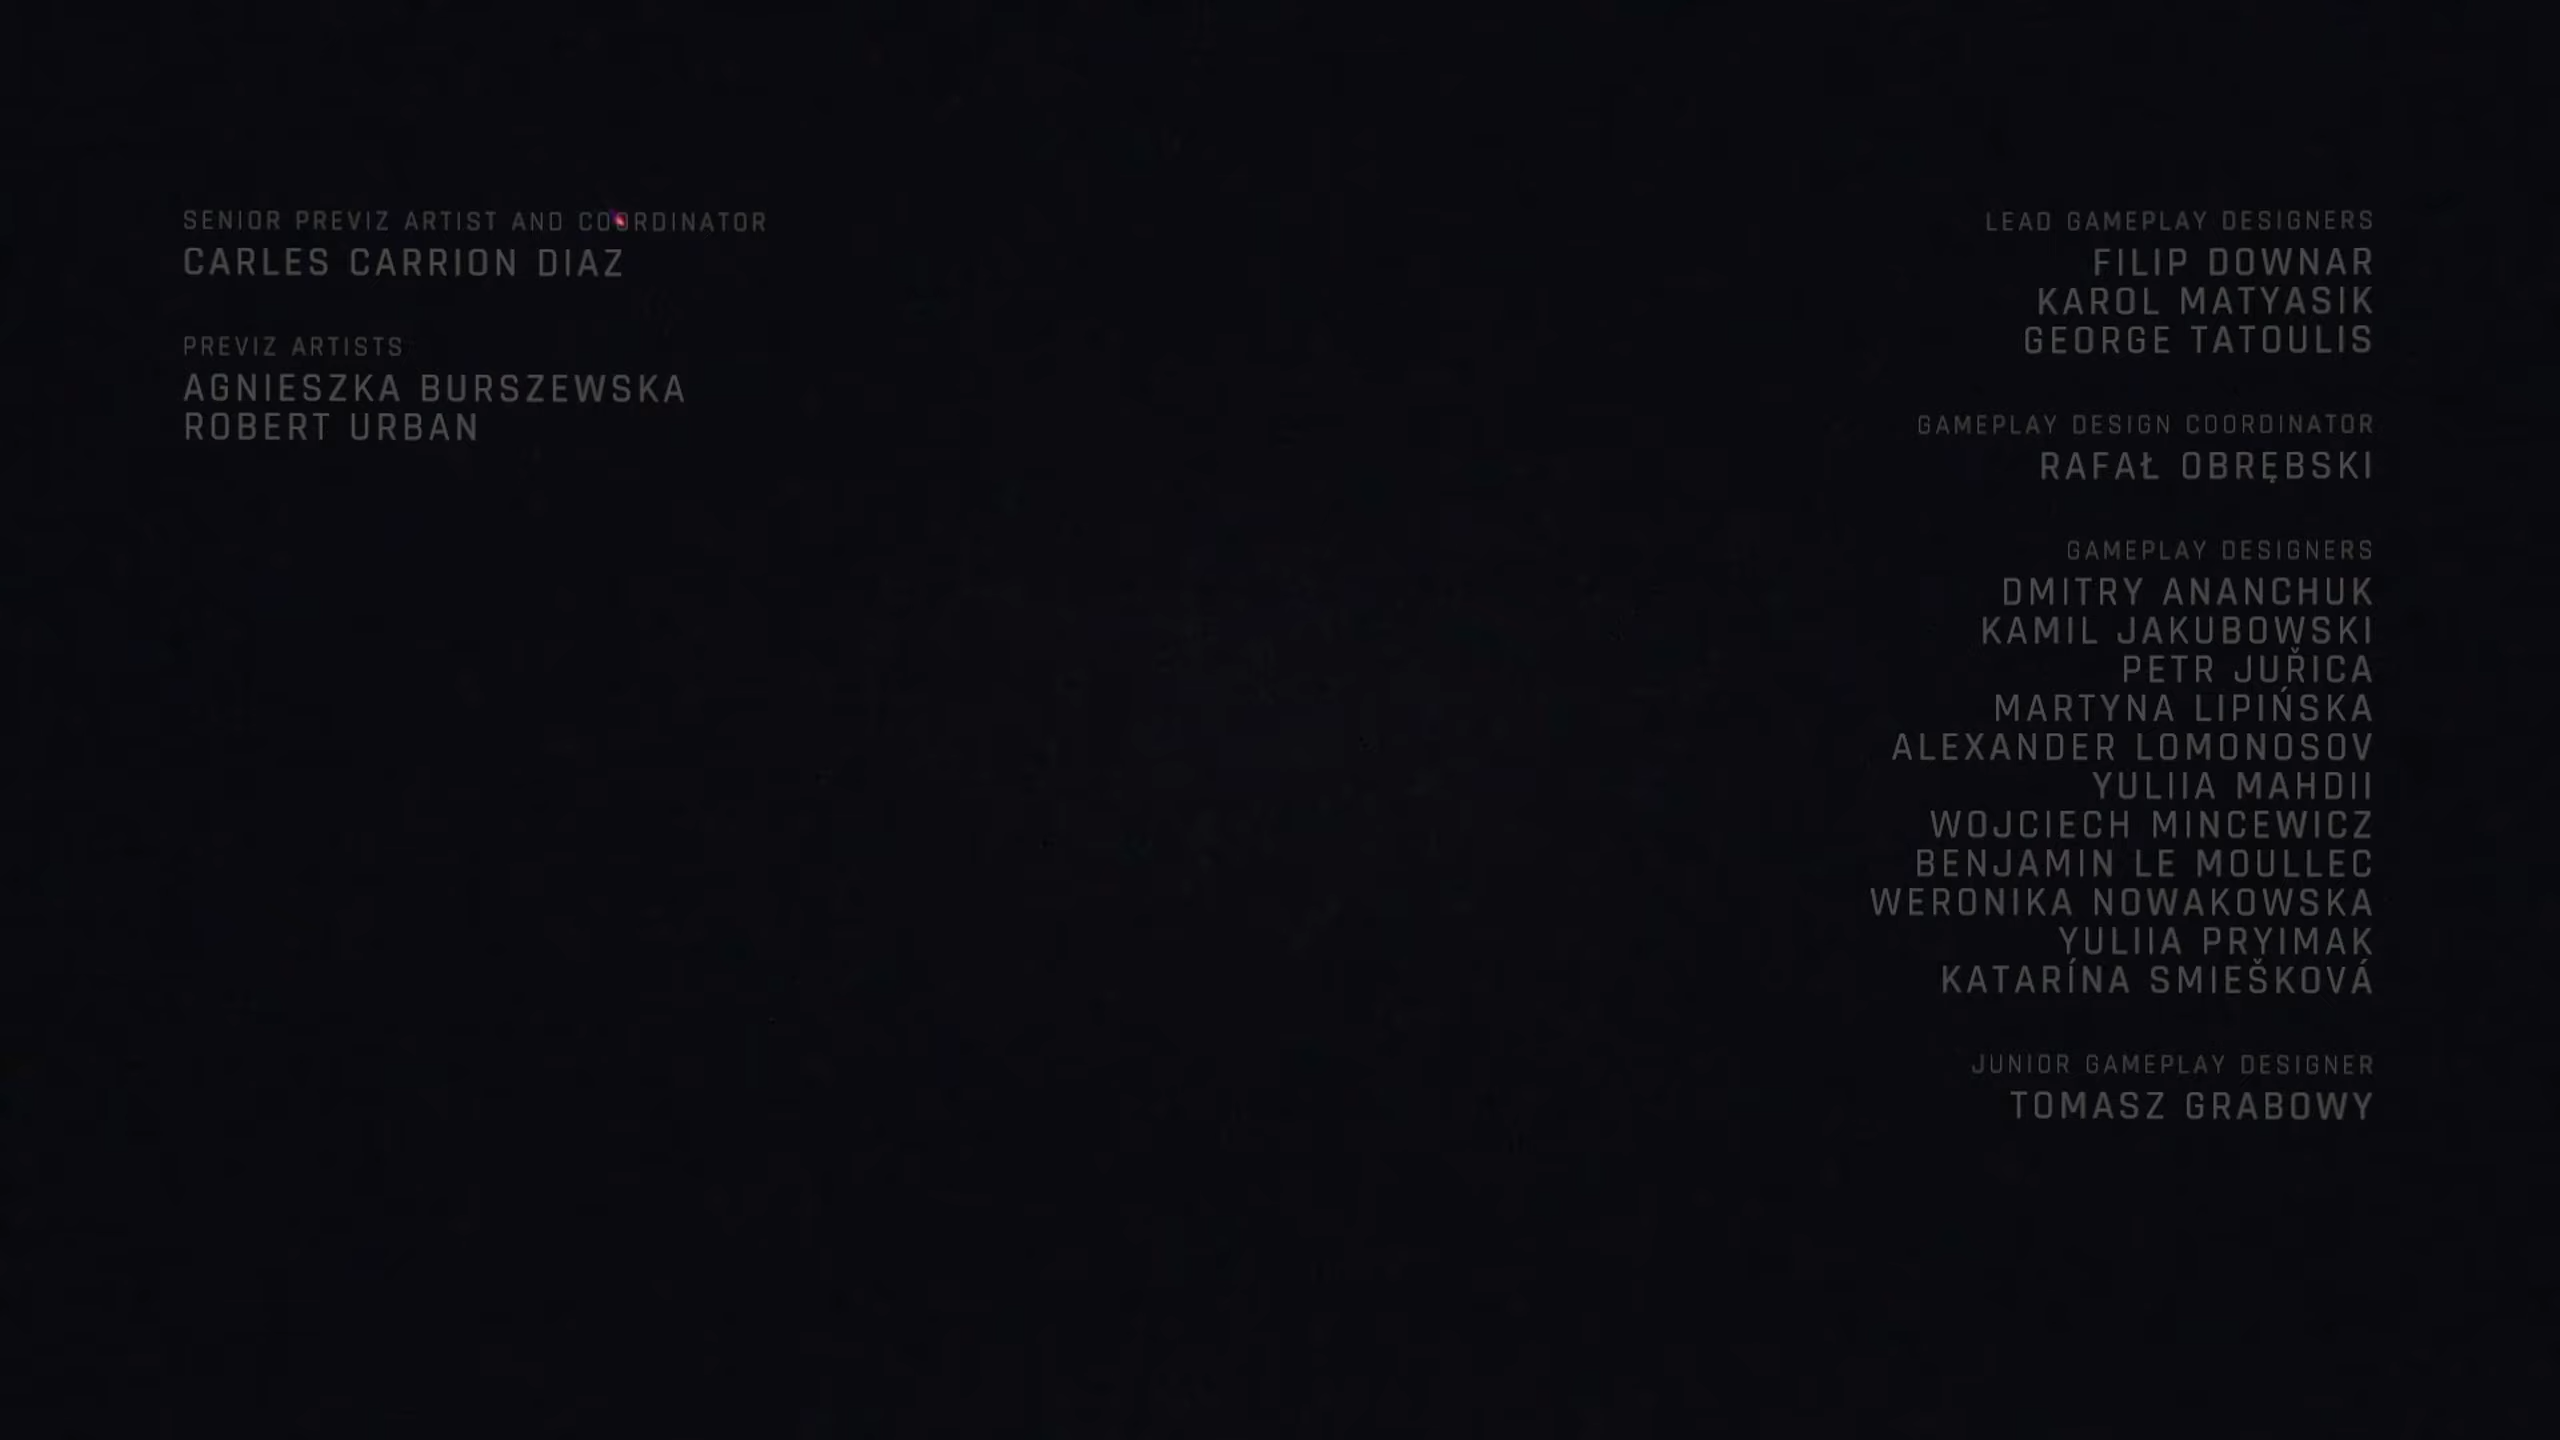 SENIOR PREVIZ ARTIST AND COORDINATOR
CARLES CARRION DIAZ
PREVIZ ARTISTS
AGNIESZKA BURSZEWSKA
ROBERT URBAN
LEAD GAMEPLAY DESIGNERS
FILIP DOWNAR
KAROL MATYASIK
GEORGE TATOULIS
GAMEPLAY DESIGN COORDINATOR
RAFAŁ OBRĘBSKI
GAMEPLAY DESIGNERS
DMITRY ANANCHUK
KAMIL JAKUBOWSKI
PETR JUŘICA
MARTYNA LIPIŃSKA
ALEXANDER LOMONOSOV
YULIIA MAHDII
WOJCIECH MINCEWICZ
BENJAMIN LE MOULLEC
WERONIKA NOWAKOWSKA
YULIIA PRYIMAK
KATARÍNA SMIEŠKOVÁ
JUNIOR GAMEPLAY DESIGNER
TOMASZ GRABOWY